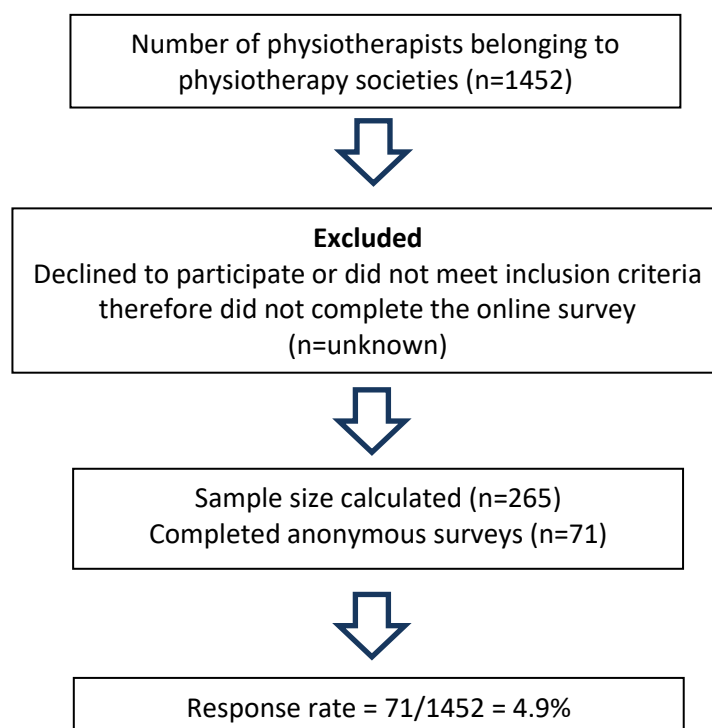 Number of physiotherapists belonging to
physiotherapy societies (n=1452)
Excluded
Declined to participate or did not meet inclusion criteria
therefore did not complete the online survey
(n=unknown)
Sample size calculated (n=265)
Completed anonymous surveys (n=71)
Response rate = 71/1452 = 4.9%